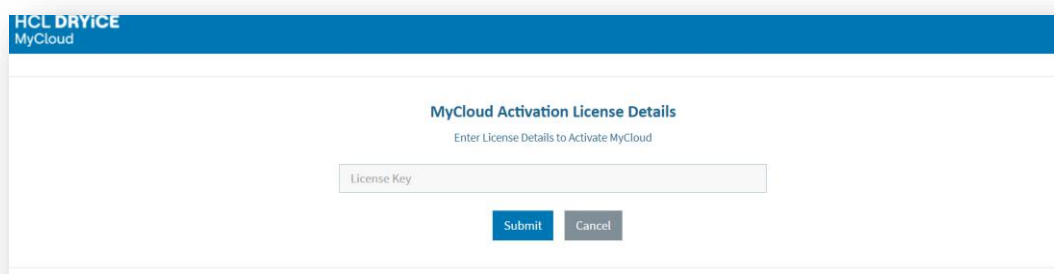 HCL DRYiCE
MyCloud
MyCloud Activation License Details
Enter License Details to Activate MyCloud
License Key
Submit Cancel